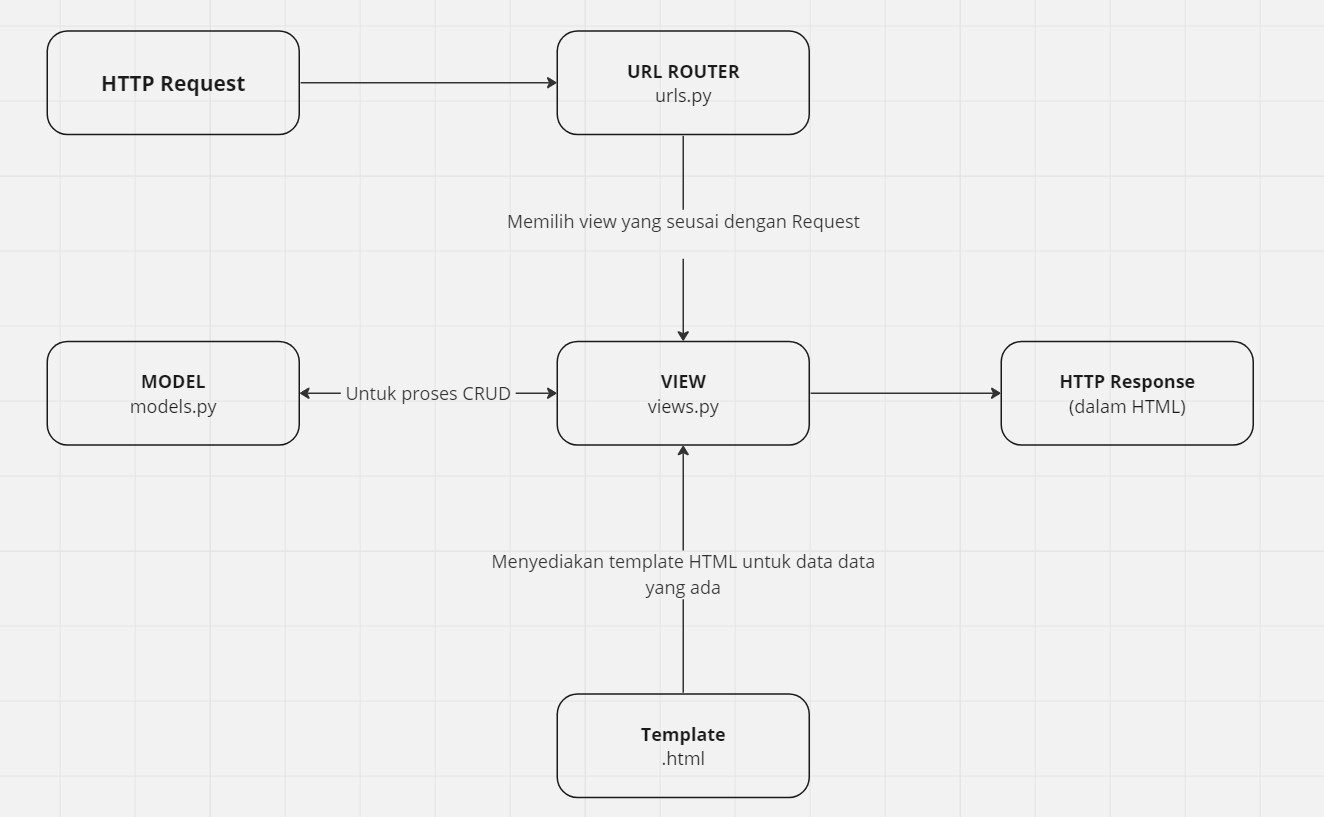 HTTP Request
URL ROUTER
urls.py
Memilih view yang seusai dengan Request
MODEL
models.py
Untuk proses CRUD
VIEW
views.py
HTTP Response
(dalam HTML)
Menyediakan template HTML untuk data data
yang ada
Template
.html